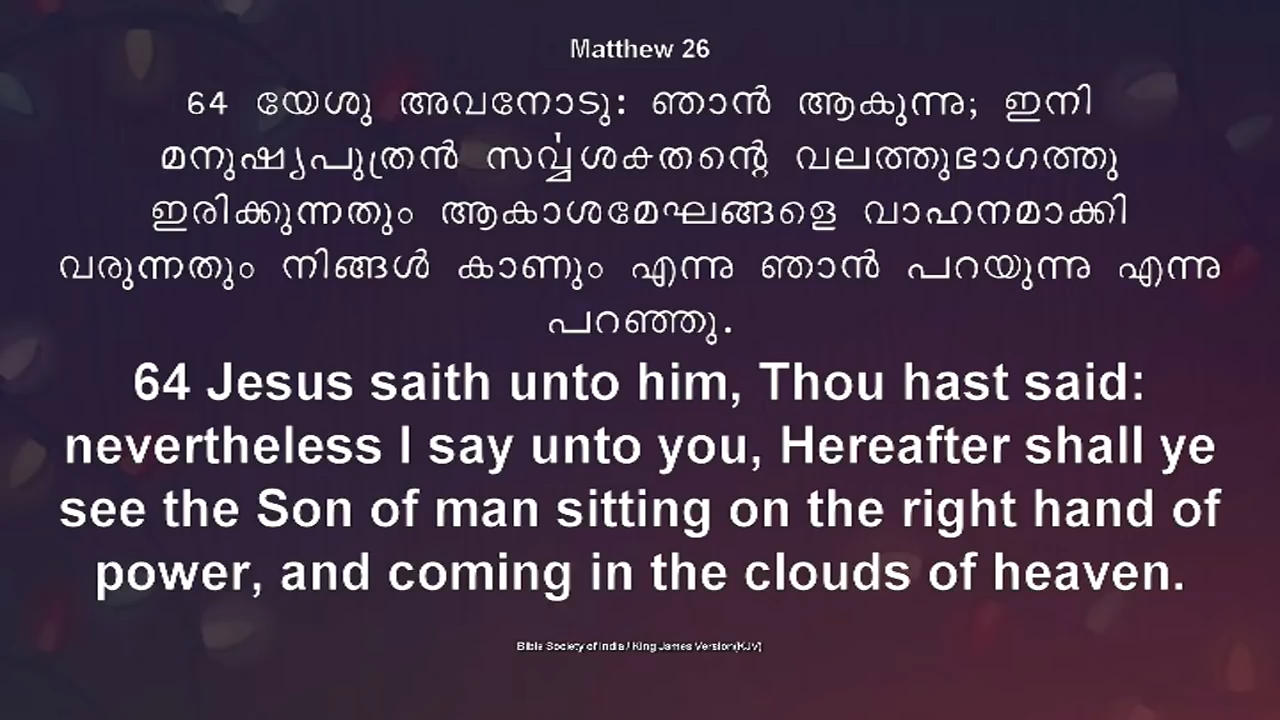 Matthew 26
64 യേശു അവനോടു: ഞാൻ ആകുന്നു; ഇനി
മനുഷ്യപുത്രൻ സൎവ്വശക്തന്റെ വലത്തുഭാഗത്തു
ഇരിക്കുന്നതും ആകാശമേഘങ്ങളെ വാഹനമാക്കി
വരുന്നതും നിങ്ങൾ കാണും എന്നു ഞാൻ പറയുന്നു എന്നു
പറഞ്ഞു.
64 Jesus saith unto him, Thou hast said:
nevertheless I say unto you, Hereafter shall ye
see the Son of man sitting on the right hand of
power, and coming in the clouds of heaven.
Bible Society of India / King James Version(KJV)